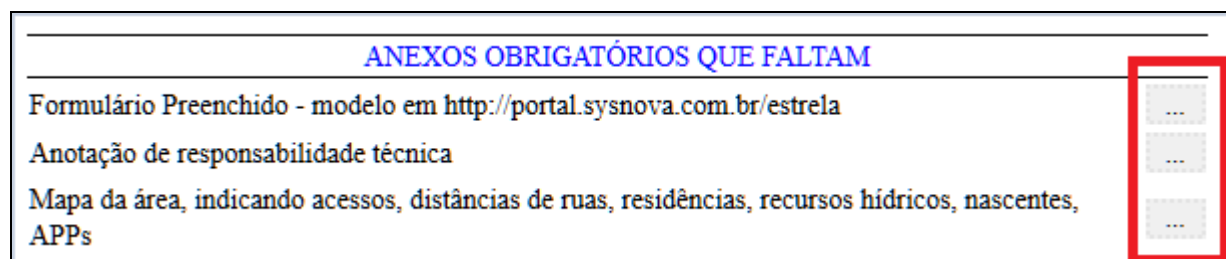 ANEXOS OBRIGATÓRIOS QUE FALTAM
Formulário Preenchido - modelo em http://portal.sysnova.com.br/estrela
...
Anotação de responsabilidade técnica
...
Mapa da área, indicando acessos, distâncias de ruas, residências, recursos hídricos, nascentes,
APPs
...